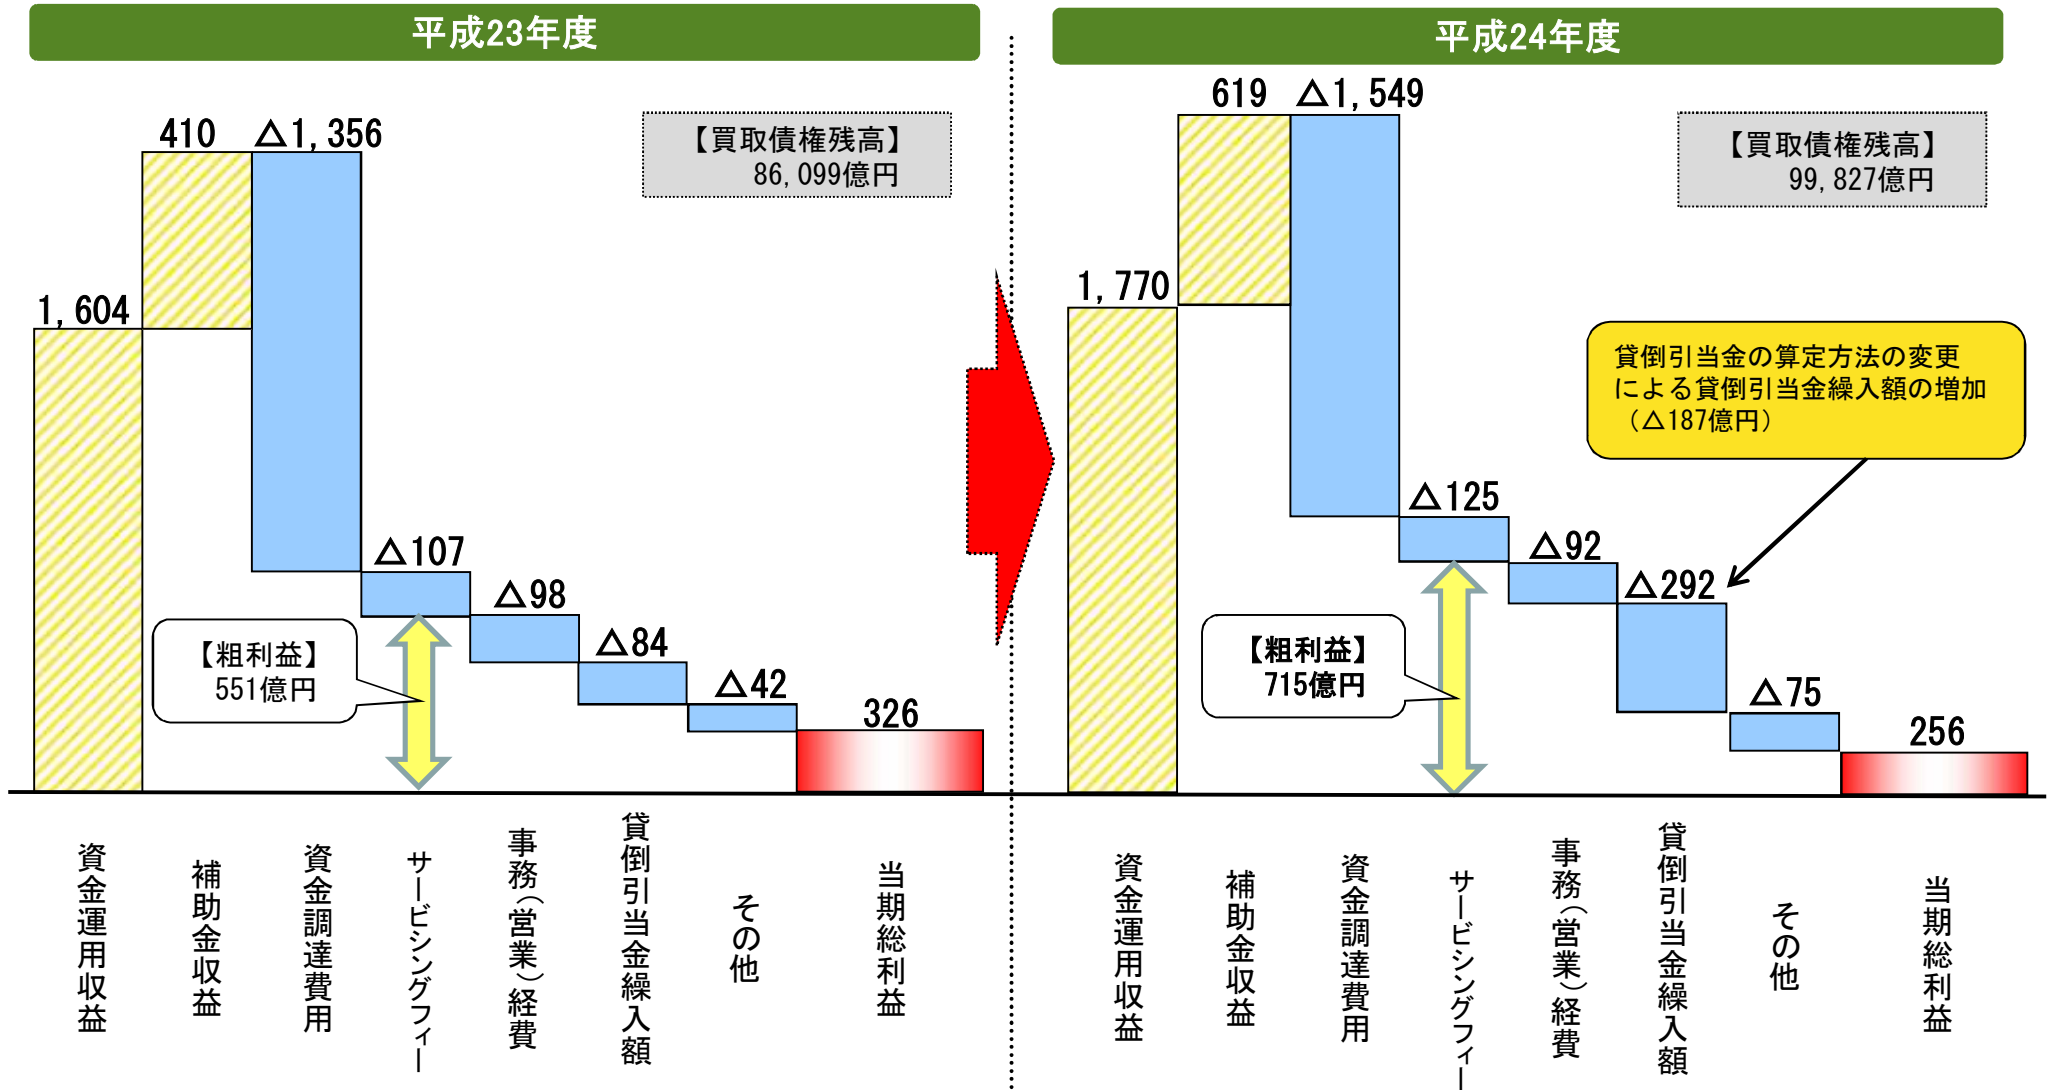 平成23年度
410
△1,356
【買取債権残高】
86,099億円
1,604
△107
△98
【粗利益】
551億円
△84
△42
326
資金運用収益
補助金収益
資金調達費用
サービシングフィー
事務(営業)経費
貸倒引当金繰入額
その他
当期総利益
平成24年度
619
△1,549
【買取債権残高】
99,827億円
1,770
貸倒引当金の算定方法の変更
による貸倒引当金繰入額の増加
(△187億円)
△125
△92
△292
【粗利益】
715億円
△75
256
資金運用収益
補助金収益
資金調達費用
サービシングフィー
事務(営業)経費
貸倒引当金繰入額
その他
当期総利益